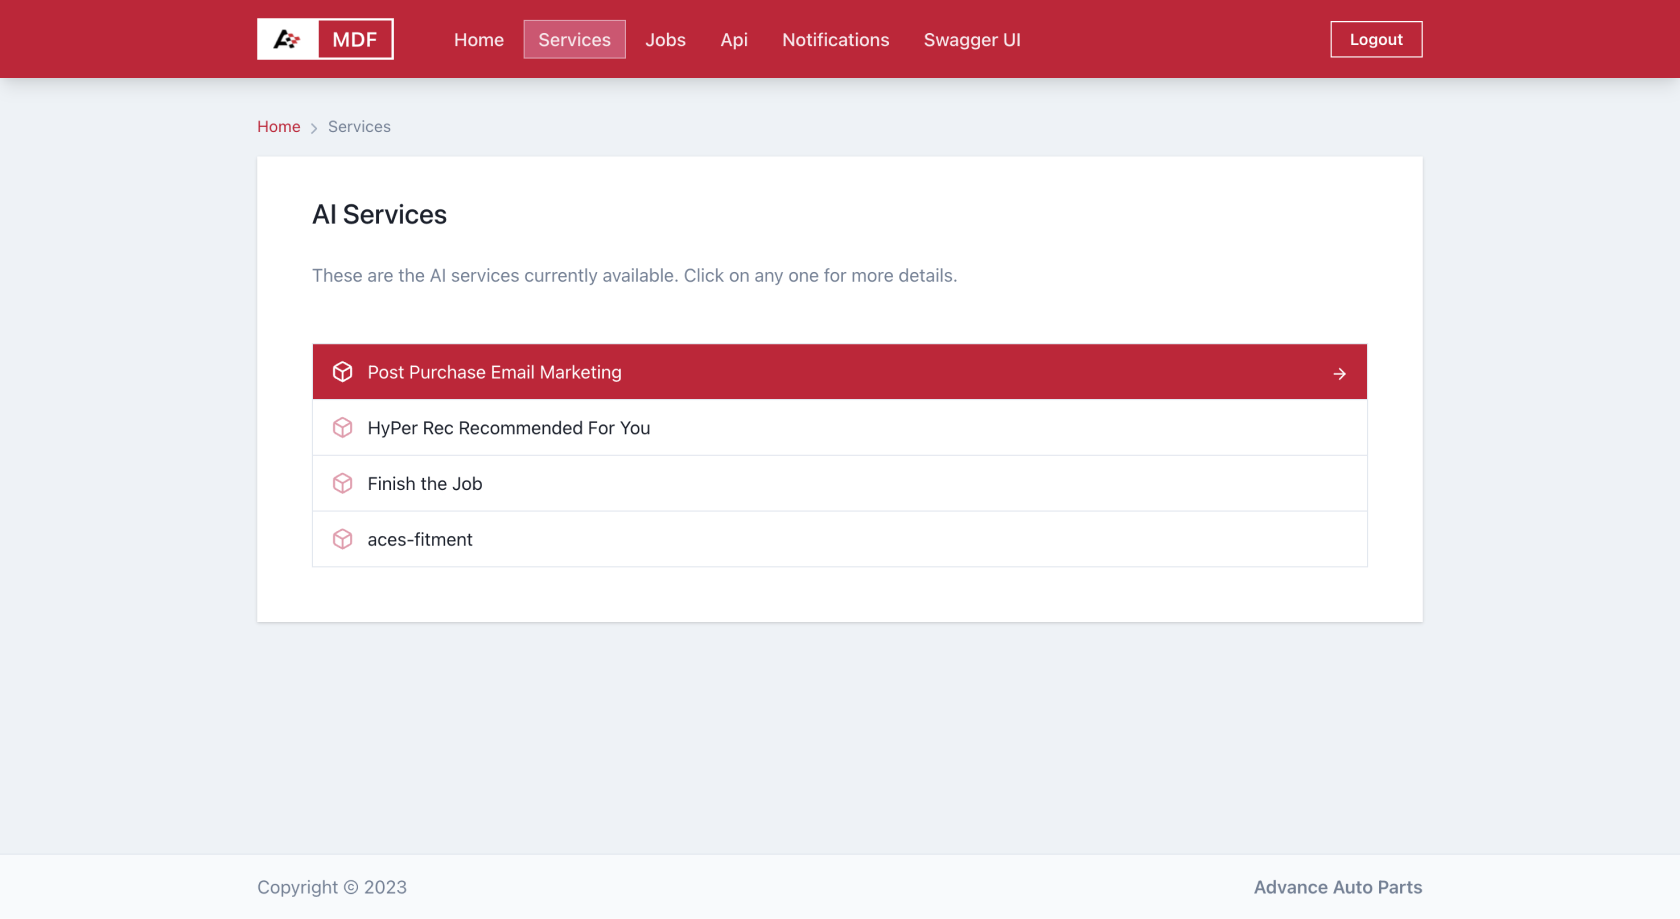 MDF
Home
Services
Jobs
Api
Notifications
Swagger UI
Logout
Home
Services
AI Services
These are the AI services currently available. Click on any one for more details.
Post Purchase Email Marketing
HyPer Rec Recommended For You
Finish the Job
aces-fitment
Copyright © 2023
Advance Auto Parts